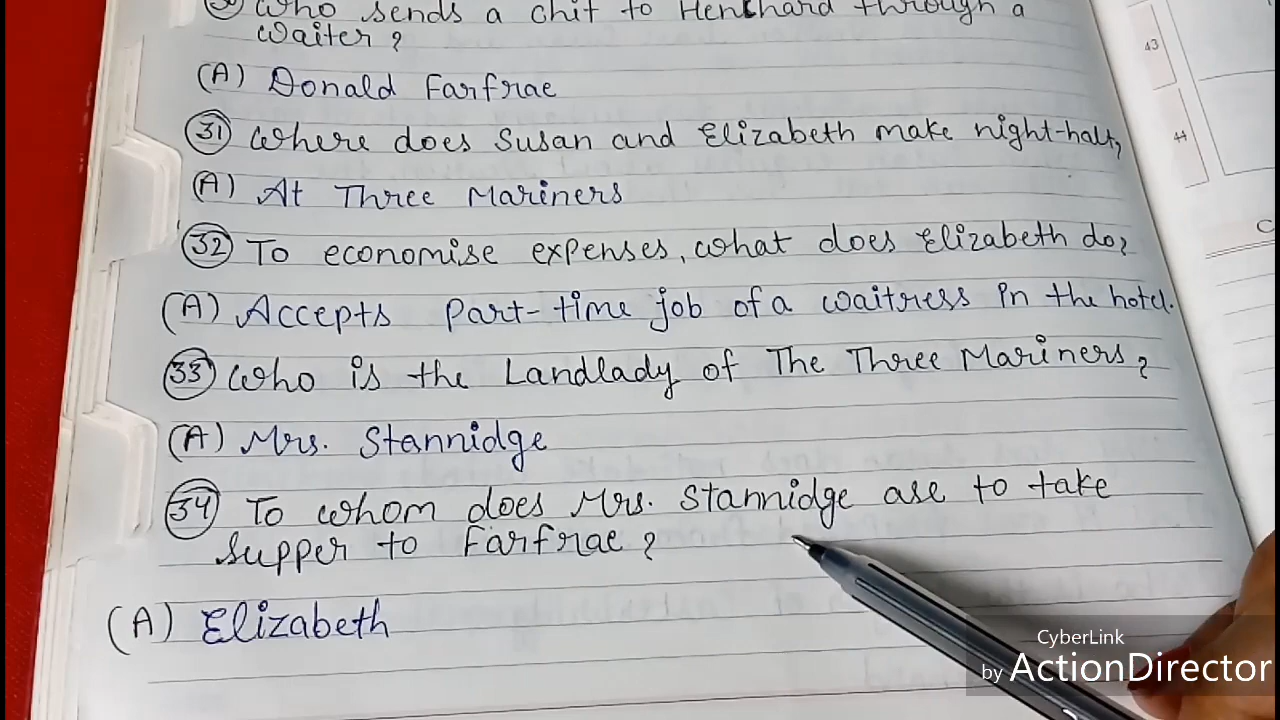 Who sends a chit to Henchard through a
waiter?
(A) Donald Farfrae
31 Where does Susan and Elizabeth make night-halt?
(A) At Three Mariners
32 To economise expenses, what does Elizabeth do?
(A) Accepts part-time job of a waitress in the hotel.
33 Who is the Landlady of The Three Mariners?
(A) Mrs. Stannidge
34 To whom does Mrs. Stannidge ase to take
supper to Farfrae?
(A) Elizabeth
43
44
CyberLink
by ActionDirector